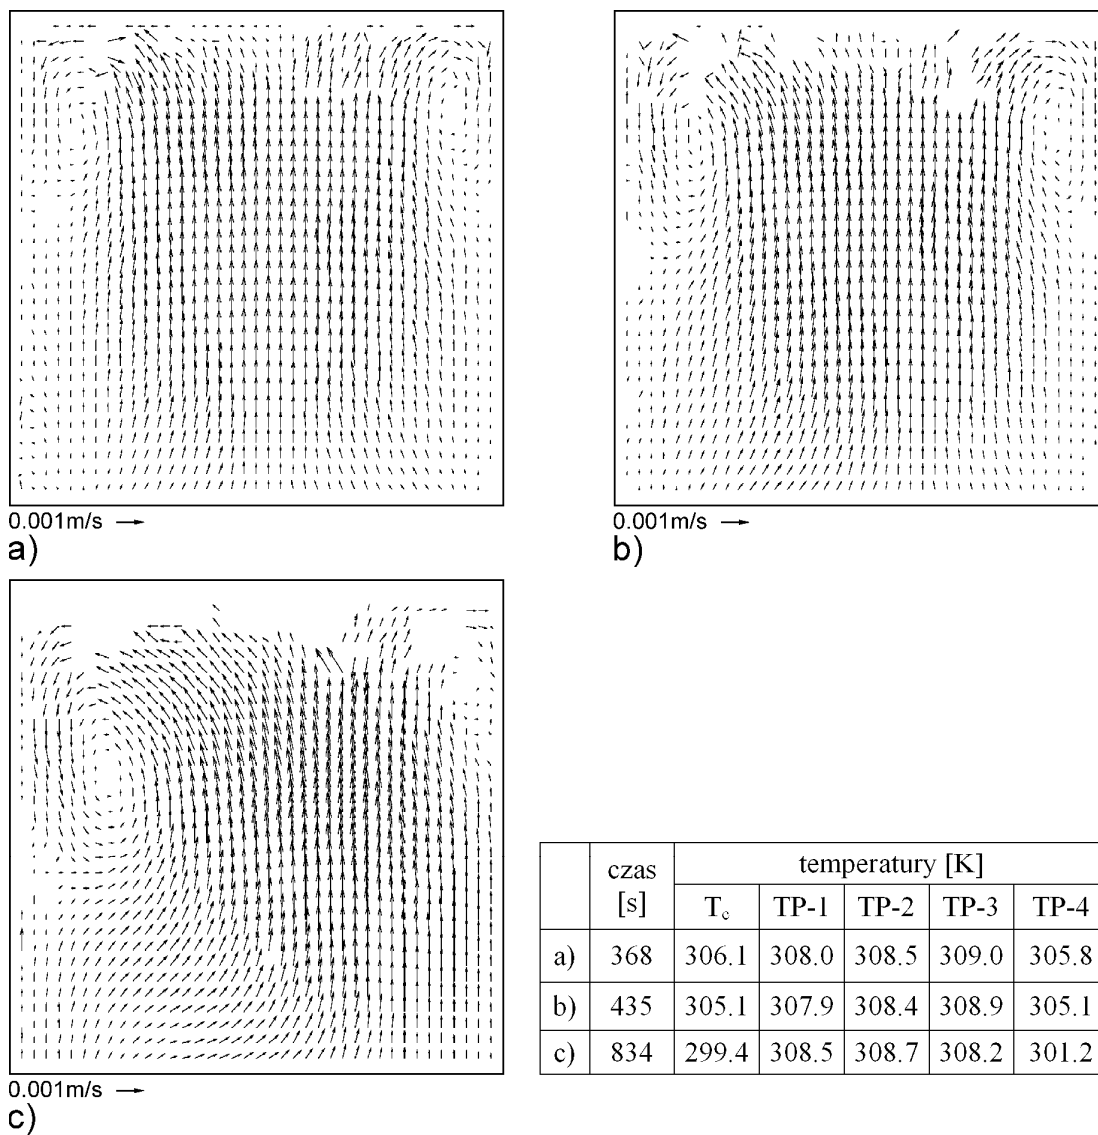 0.001m/s
a)
0.001m/s
b)
0.001m/s
c)
czas [s] temperatury [K]
T_c TP-1 TP-2 TP-3 TP-4
a) 368 306.1 308.0 308.5 309.0 305.8
b) 435 305.1 307.9 308.4 308.9 305.1
c) 834 299.4 308.5 308.7 308.2 301.2